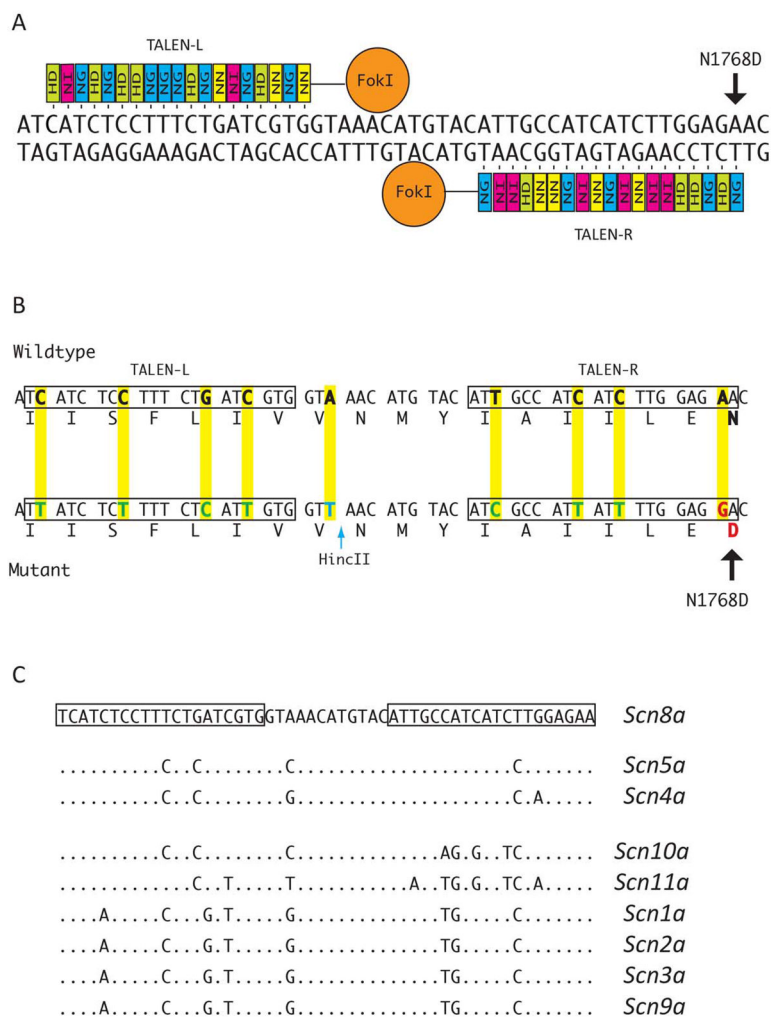 A
TALEN-L
FokI
N1768D
HD NI NG HD NG HD HD NG NG NG HD NG NN NI NG HD NN NG NN
ATCATCTCCTTTCTGATCGTGGTAAACATGTACATTGCCATCATCTTGGAGAAC
TAGTAGAGGAAAGACTAGCACCATTTGTACATGTAACGGTAGTAGAACCTCTTG
FokI
NG NI NI HD NN NN NG NI NN NG NI NN NI NI HD HD NG HD NG
TALEN-R
B
Wildtype
TALEN-L
TALEN-R
ATC ATC TCC TTT CTG ATC GTG GTA AAC ATG TAC ATT GCC ATC ATC TTG GAG AAC
I I S F L I V V N M Y I A I I L E N
ATT ATC TCT TTT CTC ATT GTG GTT AAC ATG TAC ATC GCC ATT ATT TTG GAG GAC
I I S F L I V V N M Y I A I I L E D
Mutant
HincII
N1768D
C
TCATCTCCTTTCTGATCGTGGTAAACATGTACATTGCCATCATCTTGGAGAA Scn8a
..........C..C........C.....................C....... Scn5a
..........C..C........G.....................C.A..... Scn4a
..........C..C........C..............AG.G..TC....... Scn10a
.............C..T.....T...........A..TG.G..TC.A..... Scn11a
....A.....C...G.T.....G..............TG.....C....... Scn1a
....A.....C...G.T.....G..............TG.....C....... Scn2a
....A.....C...G.T.....G..............TG.....C....... Scn3a
....A.....C...G.T.....G..............TG.....C....... Scn9a